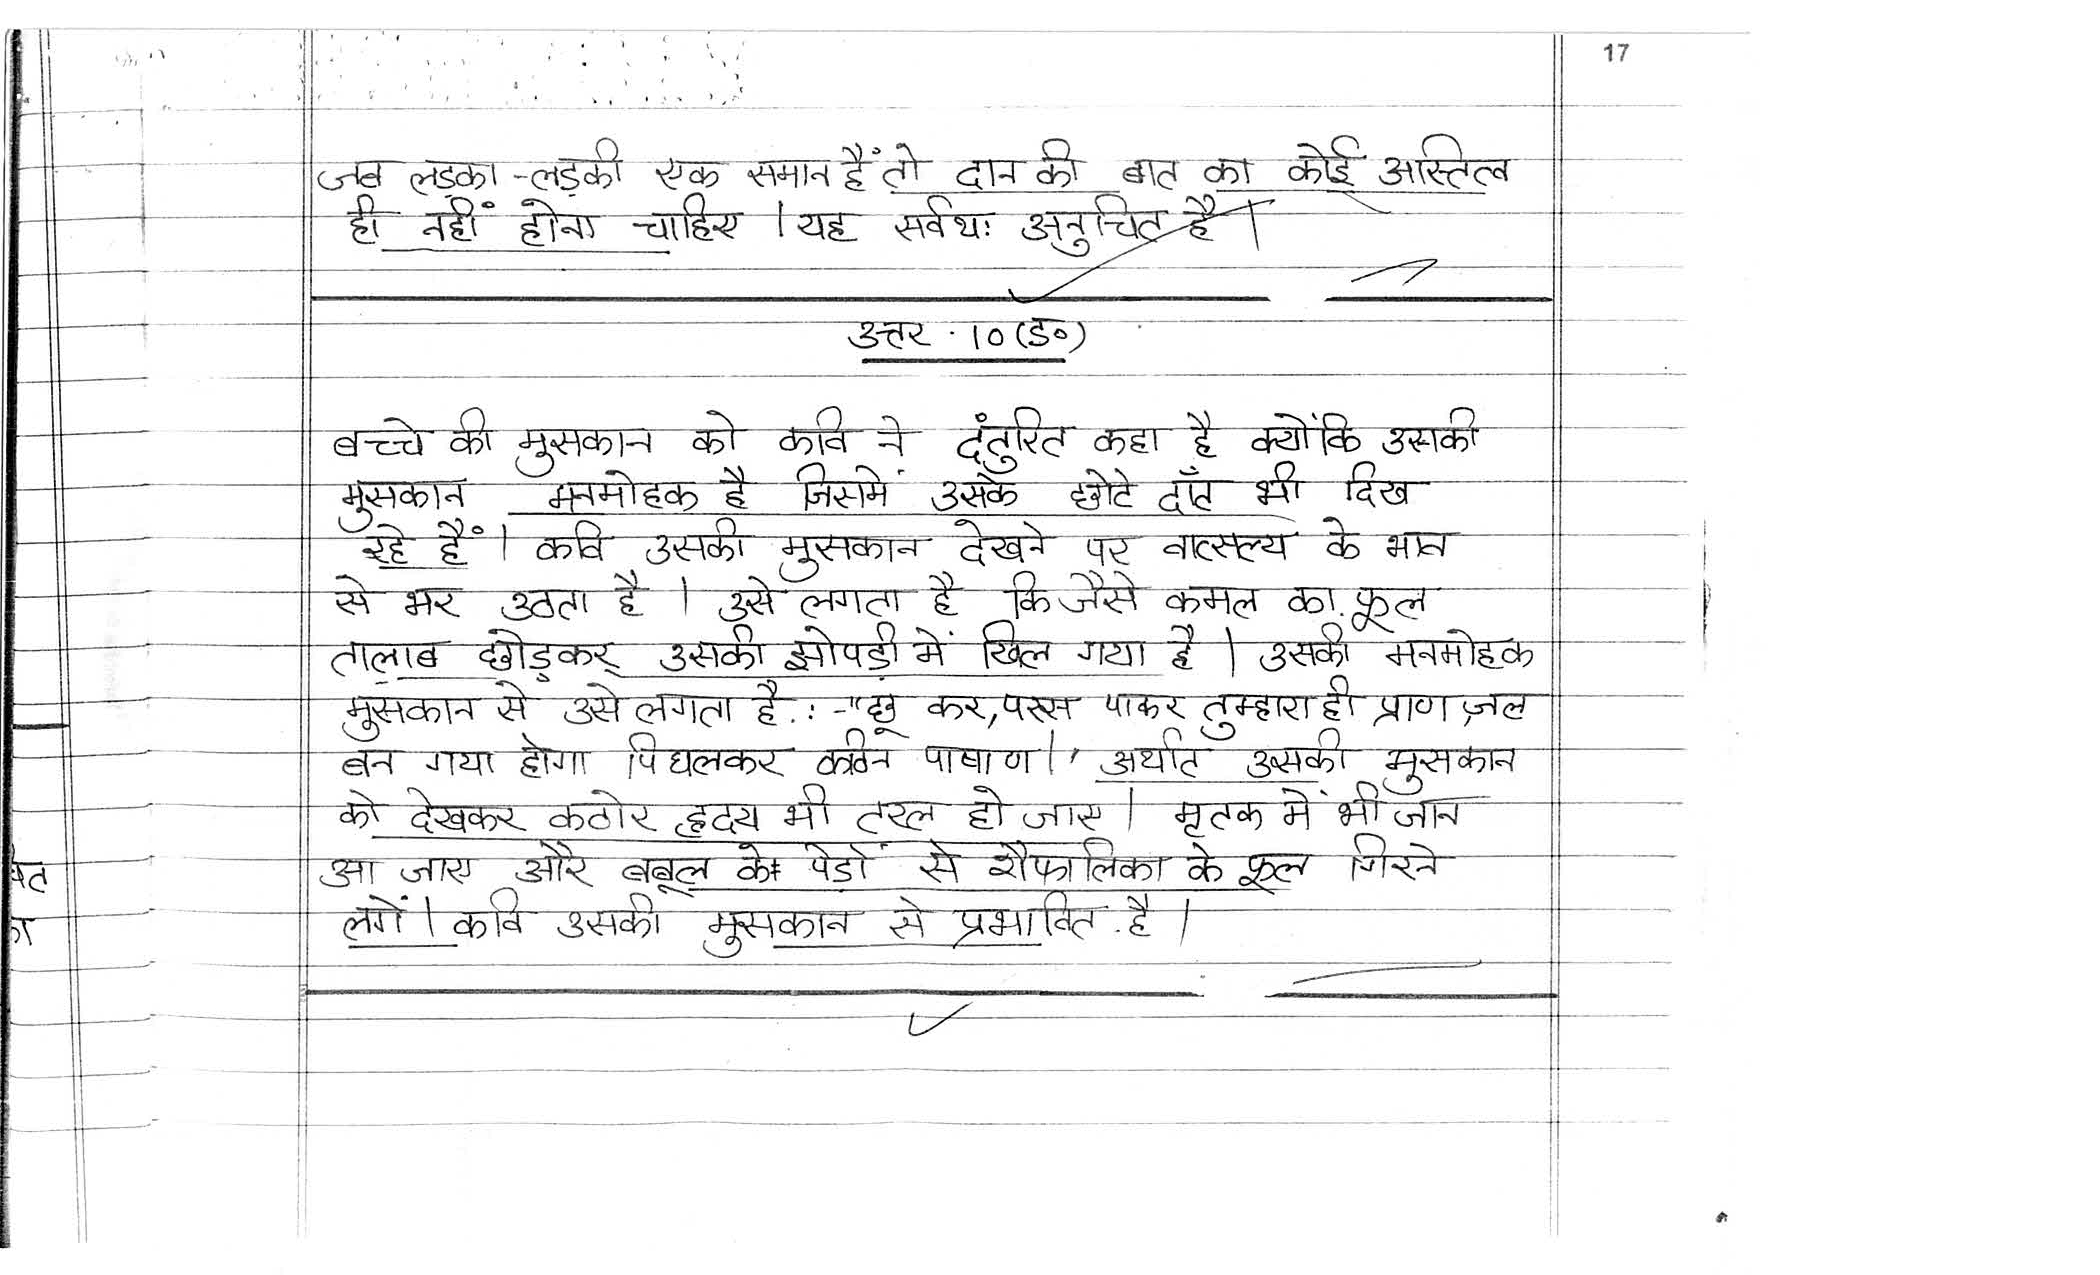 17
जब लड़का-लड़की एक समान हैं तो दान की बात का कोई अस्तित्व
ही नहीं होना चाहिए । यह सर्वथः अनुचित है ।
उत्तर . 10 (ङ०)
बच्चे की मुसकान को कवि ने दंतुरित कहा है क्योंकि उसकी
मुसकान मनमोहक है जिसमें उसके छोटे दाँत भी दिख
रहे हैं । कवि उसकी मुसकान देखने पर वात्सल्य के भाव
से भर उठता है । उसे लगता है कि जैसे कमल का फूल
तालाब छोड़कर उसकी झोपड़ी में खिल गया है । उसकी मनमोहक
मुसकान से उसे लगता है :- "छू कर, परस पाकर तुम्हारा ही प्राण, जल
बन गया होगा पिघलकर कठिन पाषाण ।' अर्थात उसकी मुसकान
को देखकर कठोर हृदय भी तरल हो जाए । मृतक में भी जान
आ जाए और बबूल के पेड़ों से शैफालिका के फूल गिरने
लगें । कवि उसकी मुसकान से प्रभावित है ।